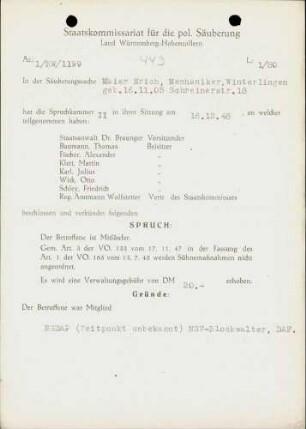 Staatskommissariat für die pol. Säuberung
Land Württemberg-Hohenzollern
Az: 1/RW/1199
443
L: 1/80
In der Säuberungssache Maier Erich, Mechaniker, Winterlingen
geb. 16.11.05 Schreinerstr. 18
hat die Spruchkammer II in ihrer Sitzung am 16.12.48, an welcher
teilgenommen haben:
Staatsanwalt Dr. Breunger Vorsitzender
Baumann, Thomas Beisitzer
Fischer, Alexander "
Klett, Martin "
Karl, Julius "
Wick, Otto "
Schley, Friedrich "
Reg. Amtmann Wolfstetter Vertr. des Staatskommissars
beschlossen und verkündet folgenden
SPRUCH:
Der Betroffene ist Mitläufer.
Gem. Art. 3 der VO. 133 vom 17. 11. 47 in der Fassung des
Art. 1 der VO. 165 vom 13. 7. 48 werden Sühnemaßnahmen nicht
angeordnet.
Es wird eine Verwaltungsgebühr von DM 20,- erhoben.
Gründe:
Der Betroffene war Mitglied
NSDAP (Zeitpunkt unbekannt) NSV-Blockwalter, DAF.